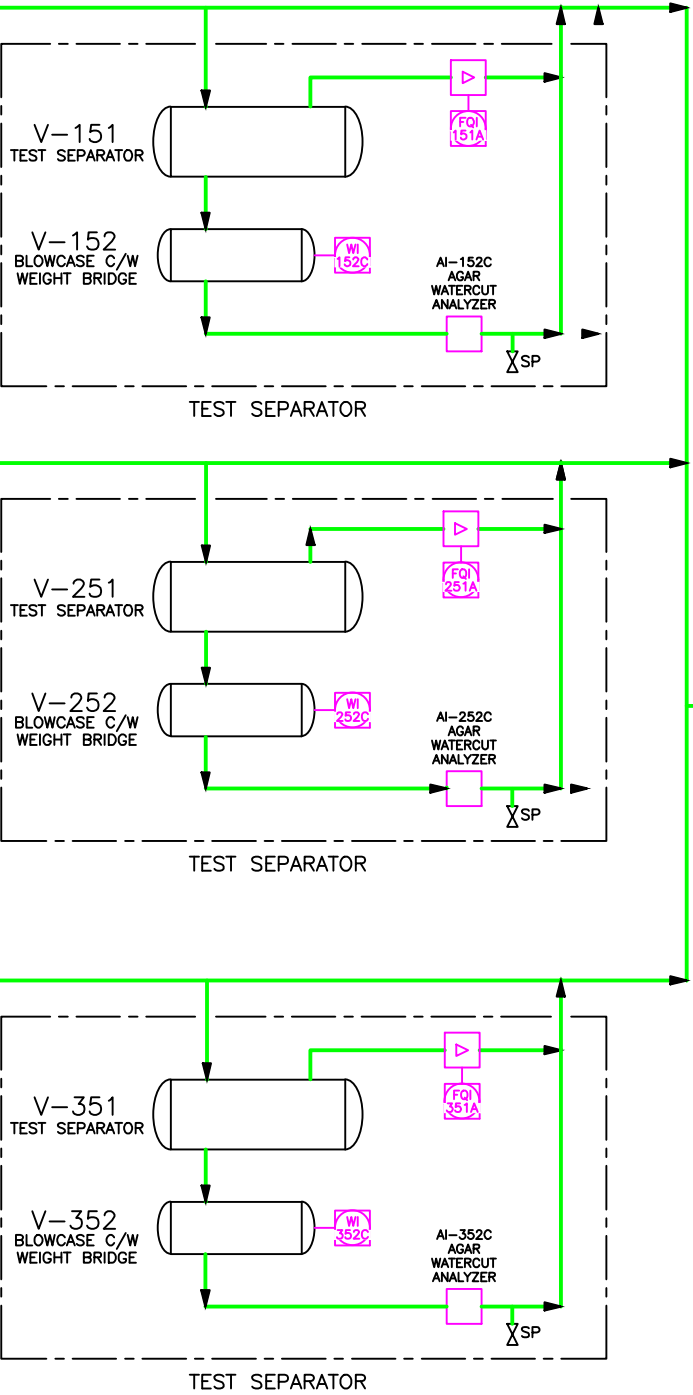 FQI
151A
V-151
TEST SEPARATOR
V-152
BLOWCASE C/W
WEIGHT BRIDGE
WI
152C
AI-152C
AGAR
WATERCUT
ANALYZER
SP
TEST SEPARATOR
FQI
251A
V-251
TEST SEPARATOR
V-252
BLOWCASE C/W
WEIGHT BRIDGE
WI
252C
AI-252C
AGAR
WATERCUT
ANALYZER
SP
TEST SEPARATOR
FQI
351A
V-351
TEST SEPARATOR
V-352
BLOWCASE C/W
WEIGHT BRIDGE
WI
352C
AI-352C
AGAR
WATERCUT
ANALYZER
SP
TEST SEPARATOR